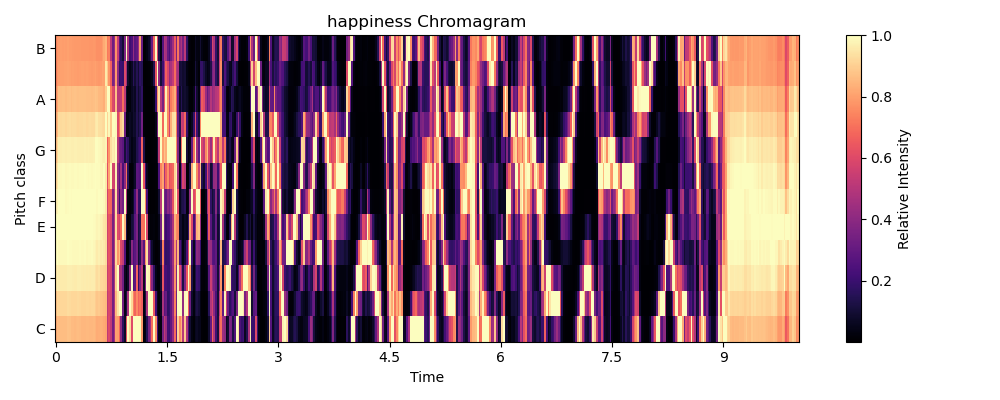 happiness Chromagram
Pitch class
B
A
G
F
E
D
C
0 1.5 3 4.5 6 7.5 9
Time
1.0
0.8
0.6
0.4
0.2
Relative Intensity